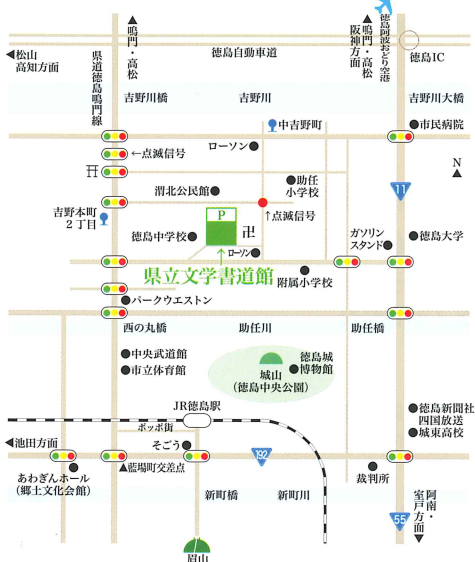 ▲鳴門・高松
▲鳴門・高松
阪神方面
徳島阿波おどり空港
◀松山
高知方面
県道徳島鳴門線
徳島自動車道
徳島IC
吉野川橋
吉野川
吉野川大橋
中吉野町
●市民病院
←点滅信号
ローソン●
N
▲
●助任
小学校
渭北公民館●
11
吉野本町
2丁目
P
↑点滅信号
徳島中学校●
卍
ガソリン
スタンド●
●徳島大学
ローソン●
県立文学書道館
附属小学校
●パークウエストン
西の丸橋
助任川
助任橋
●中央武道館
●市立体育館
城山
(徳島中央公園)
徳島城
●博物館
JR徳島駅
ポッポ街
●徳島新聞社
四国放送
●城東高校
◀池田方面
そごう●
192
あわぎんホール
(郷土文化会館)
▲藍場町交差点
裁判所
新町橋
新町川
55
阿南・
室戸方面▼
眉山